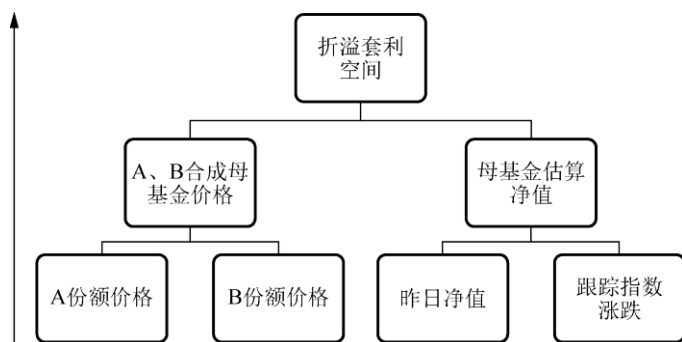 折溢套利
空间
A、B合成母
基金价格
母基金估算
净值
A份额价格
B份额价格
昨日净值
跟踪指数
涨跌